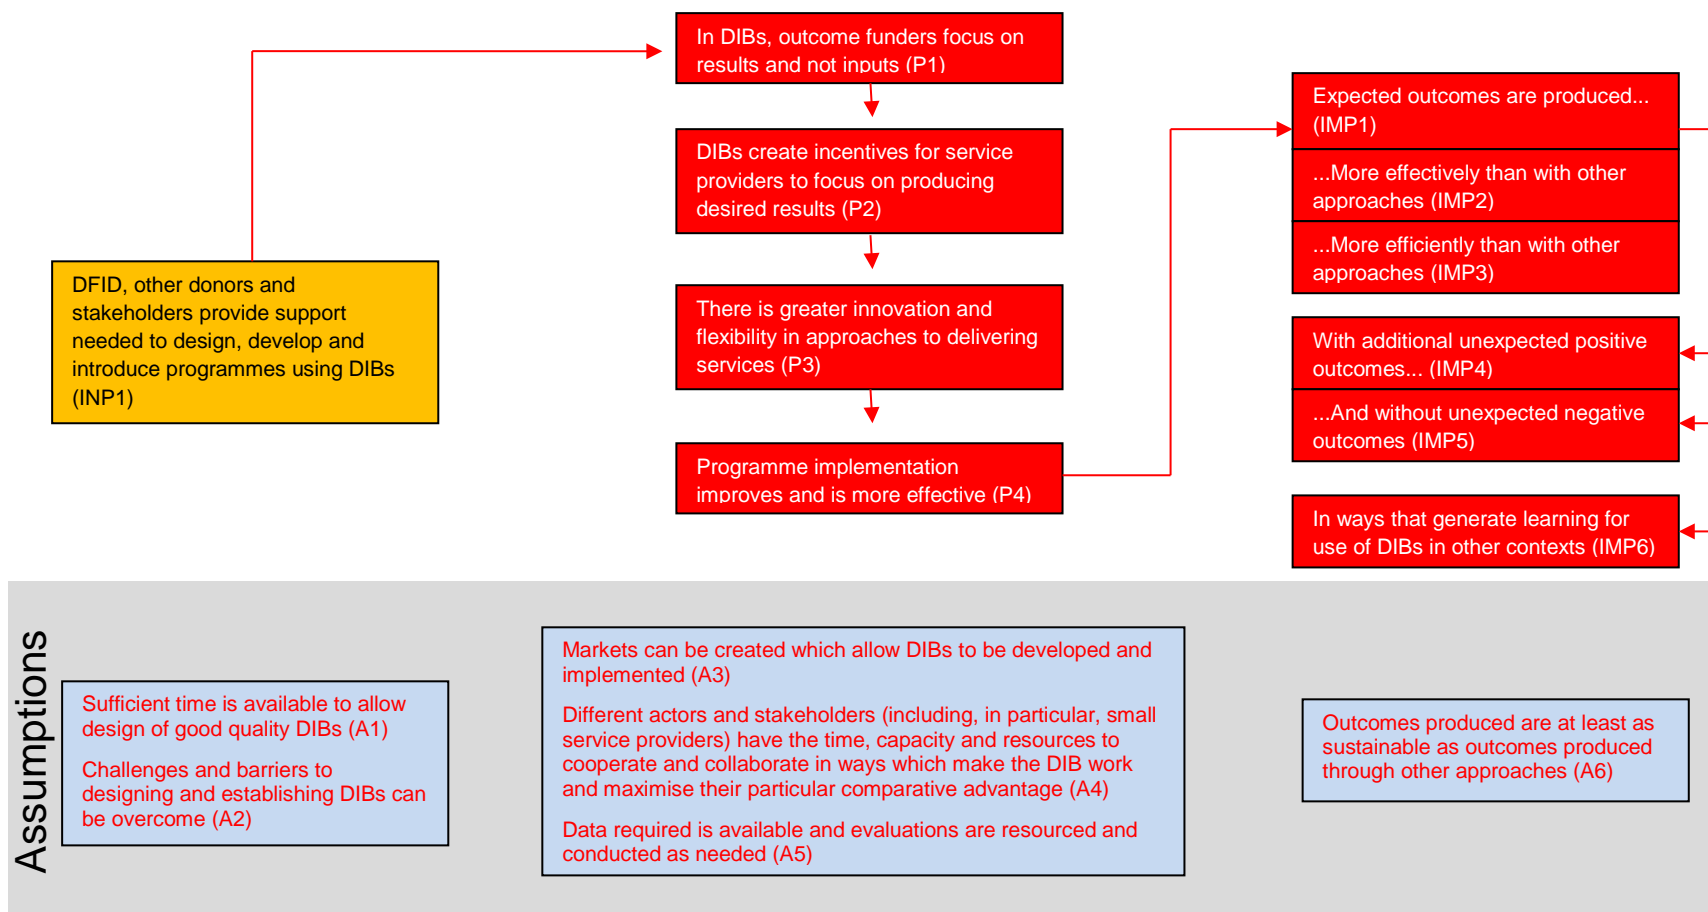 DFID, other donors and
stakeholders provide support
needed to design, develop and
introduce programmes using DIBs
(INP1)
In DIBs, outcome funders focus on
results and not inputs (P1)
DIBs create incentives for service
providers to focus on producing
desired results (P2)
There is greater innovation and
flexibility in approaches to delivering
services (P3)
Programme implementation
improves and is more effective (P4)
Expected outcomes are produced...
(IMP1)
...More effectively than with other
approaches (IMP2)
...More efficiently than with other
approaches (IMP3)
With additional unexpected positive
outcomes... (IMP4)
...And without unexpected negative
outcomes (IMP5)
In ways that generate learning for
use of DIBs in other contexts (IMP6)
Assumptions
Sufficient time is available to allow
design of good quality DIBs (A1)
Challenges and barriers to
designing and establishing DIBs can
be overcome (A2)
Markets can be created which allow DIBs to be developed and
implemented (A3)
Different actors and stakeholders (including, in particular, small
service providers) have the time, capacity and resources to
cooperate and collaborate in ways which make the DIB work
and maximise their particular comparative advantage (A4)
Data required is available and evaluations are resourced and
conducted as needed (A5)
Outcomes produced are at least as
sustainable as outcomes produced
through other approaches (A6)